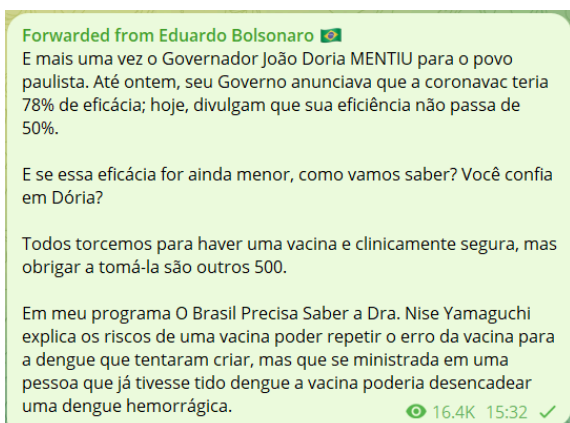 Forwarded from Eduardo Bolsonaro 🇧🇷
E mais uma vez o Governador João Doria MENTIU para o povo
paulista. Até ontem, seu Governo anunciava que a coronavac teria
78% de eficácia; hoje, divulgam que sua eficiência não passa de
50%.
E se essa eficácia for ainda menor, como vamos saber? Você confia
em Dória?
Todos torcemos para haver uma vacina e clinicamente segura, mas
obrigar a tomá-la são outros 500.
Em meu programa O Brasil Precisa Saber a Dra. Nise Yamaguchi
explica os riscos de uma vacina poder repetir o erro da vacina para
a dengue que tentaram criar, mas que se ministrada em uma
pessoa que já tivesse tido dengue a vacina poderia desencadear
uma dengue hemorrágica.
16.4K 15:32